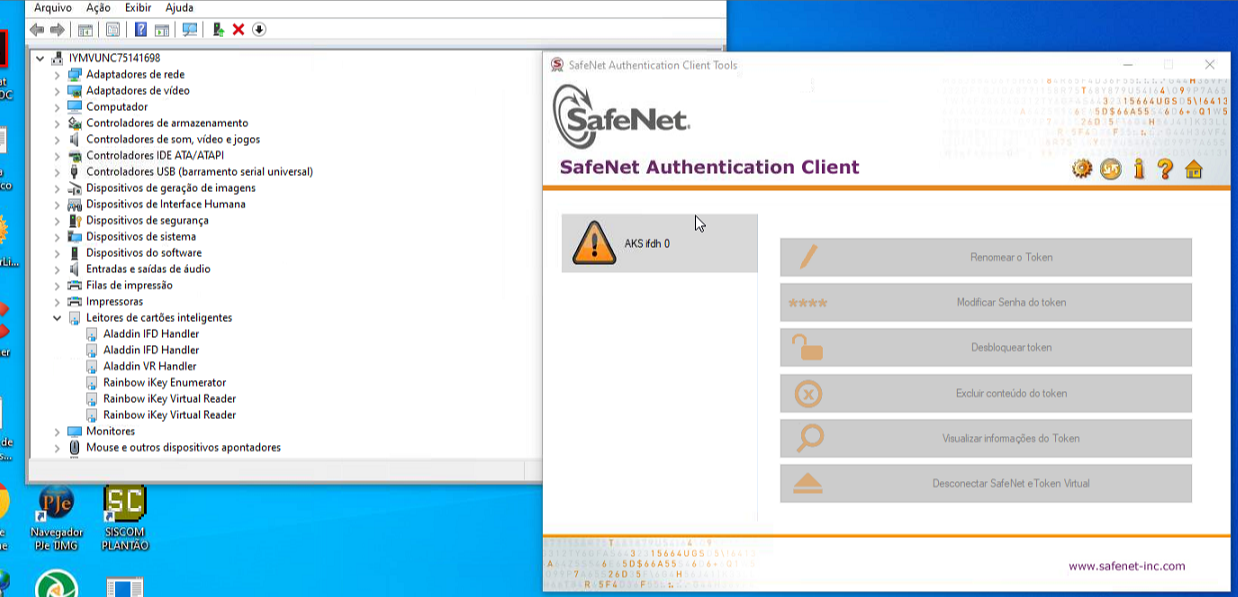 Arquivo Ação Exibir Ajuda
IYMVUNC75141698
Adaptadores de rede
Adaptadores de vídeo
Computador
Controladores de armazenamento
Controladores de som, vídeo e jogos
Controladores IDE ATA/ATAPI
Controladores USB (barramento serial universal)
Dispositivos de geração de imagens
Dispositivos de Interface Humana
Dispositivos de segurança
Dispositivos de sistema
Dispositivos do software
Entradas e saídas de áudio
Filas de impressão
Impressoras
Leitores de cartões inteligentes
Aladdin IFD Handler
Aladdin IFD Handler
Aladdin VR Handler
Rainbow iKey Enumerator
Rainbow iKey Virtual Reader
Rainbow iKey Virtual Reader
Monitores
Mouse e outros dispositivos apontadores
PJe
Navegador
PJe TJMG
SC
SISCOM
PLANTÃO
SafeNet Authentication Client Tools
SafeNet
SafeNet Authentication Client
AKS ifdh 0
Renomear o Token
Modificar Senha do token
Desbloquear token
Excluir conteúdo do token
Visualizar informações do Token
Desconectar SafeNet eToken Virtual
www.safenet-inc.com